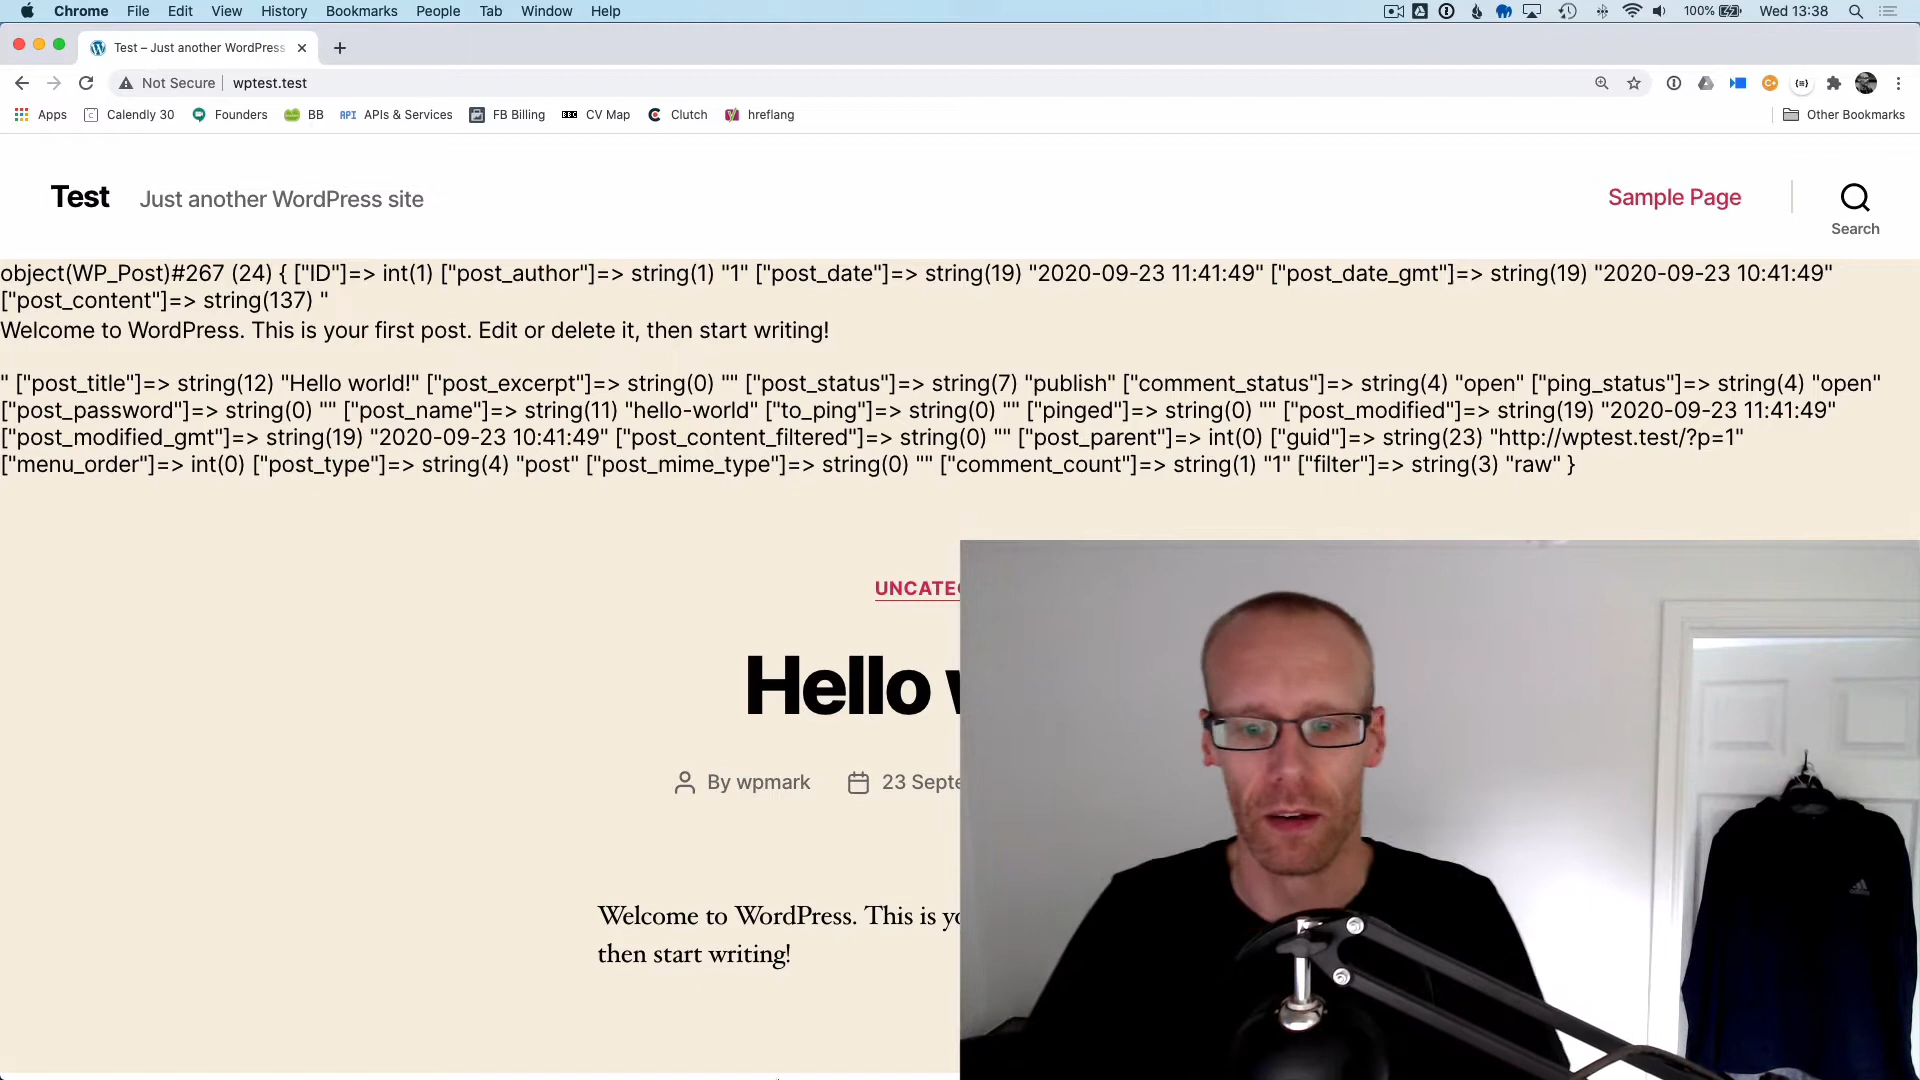 Chrome File Edit View History Bookmarks People Tab Window Help 100% Wed 13:38
Test – Just another WordPress
Not Secure wptest.test
Apps Calendly 30 Founders BB API APIs & Services FB Billing BBC CV Map Clutch hreflang Other Bookmarks
Test Just another WordPress site Sample Page
Search
object(WP_Post)#267 (24) { ["ID"]=> int(1) ["post_author"]=> string(1) "1" ["post_date"]=> string(19) "2020-09-23 11:41:49" ["post_date_gmt"]=> string(19) "2020-09-23 10:41:49"
["post_content"]=> string(137) "
Welcome to WordPress. This is your first post. Edit or delete it, then start writing!
" ["post_title"]=> string(12) "Hello world!" ["post_excerpt"]=> string(0) "" ["post_status"]=> string(7) "publish" ["comment_status"]=> string(4) "open" ["ping_status"]=> string(4) "open"
["post_password"]=> string(0) "" ["post_name"]=> string(11) "hello-world" ["to_ping"]=> string(0) "" ["pinged"]=> string(0) "" ["post_modified"]=> string(19) "2020-09-23 11:41:49"
["post_modified_gmt"]=> string(19) "2020-09-23 10:41:49" ["post_content_filtered"]=> string(0) "" ["post_parent"]=> int(0) ["guid"]=> string(23) "http://wptest.test/?p=1"
["menu_order"]=> int(0) ["post_type"]=> string(4) "post" ["post_mime_type"]=> string(0) "" ["comment_count"]=> string(1) "1" ["filter"]=> string(3) "raw" }
UNCATEG
Hello w
By wpmark 23 Septe
Welcome to WordPress. This is yo
then start writing!